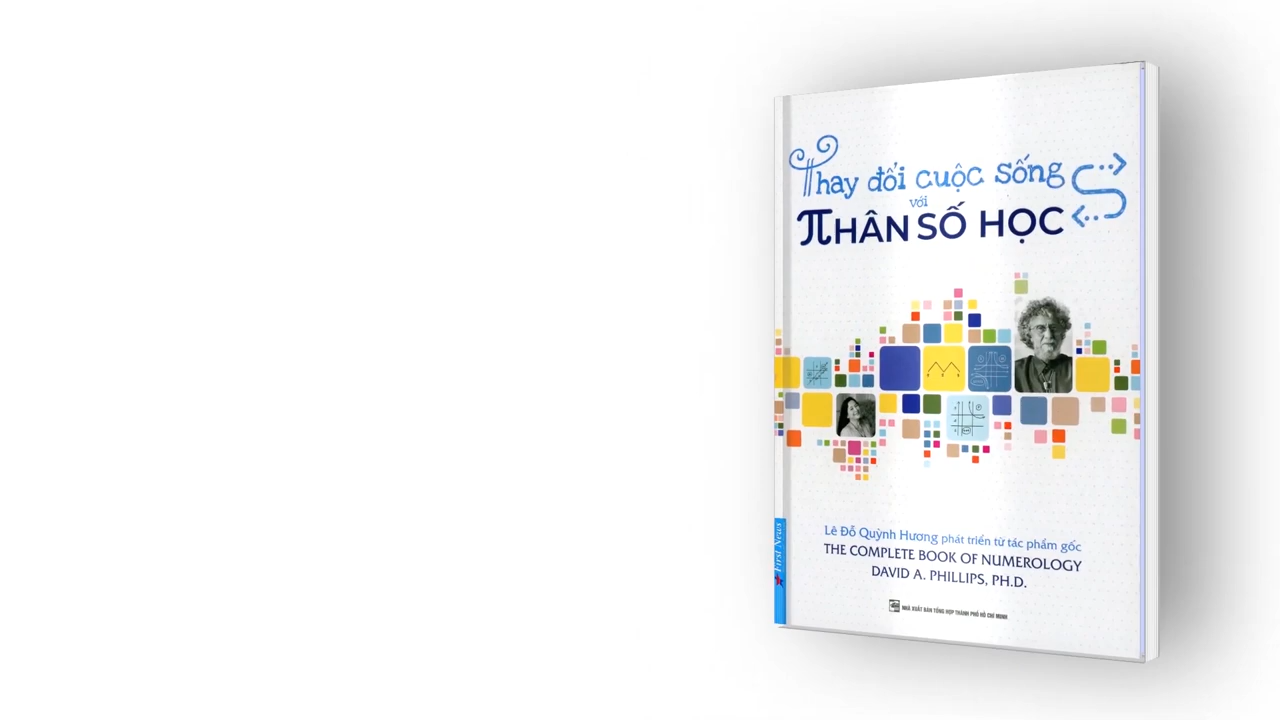 Thay đổi cuộc sống
với
NHÂN SỐ HỌC
Lê Đỗ Quỳnh Hương phát triển từ tác phẩm gốc
THE COMPLETE BOOK OF NUMEROLOGY
DAVID A. PHILLIPS, PH.D.
NHÀ XUẤT BẢN TỔNG HỢP THÀNH PHỐ HỒ CHÍ MINH
First News